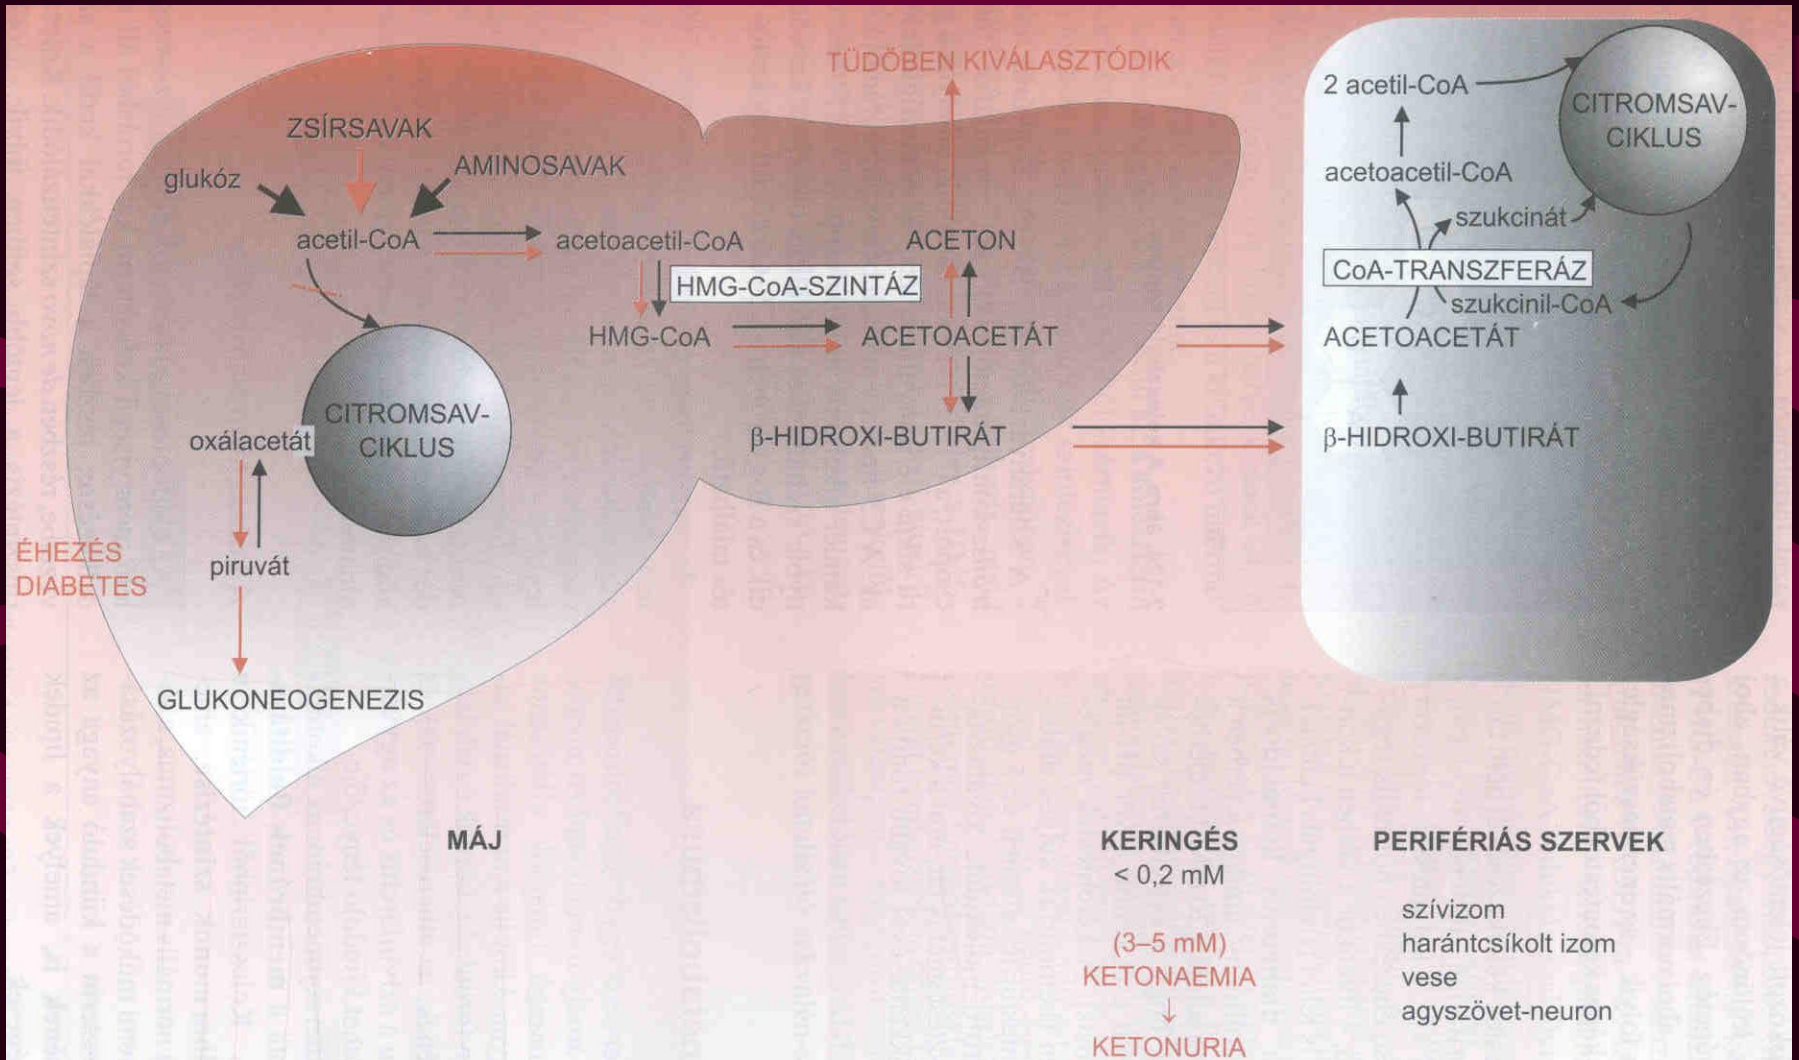 TÜDŐBEN KIVÁLASZTÓDIK
ZSÍRSAVAK
glukóz
AMINOSAVAK
acetil-CoA
acetoacetil-CoA
ACETON
HMG-CoA-SZINTÁZ
HMG-CoA
ACETOACETÁT
CITROMSAV-
CIKLUS
oxálacetát
β-HIDROXI-BUTIRÁT
ÉHEZÉS
DIABETES
piruvát
GLUKONEOGENEZIS
2 acetil-CoA
CITROMSAV-
CIKLUS
acetoacetil-CoA
szukcinát
CoA-TRANSZFERÁZ
szukcinil-CoA
ACETOACETÁT
β-HIDROXI-BUTIRÁT
MÁJ
KERINGÉS
< 0,2 mM
(3–5 mM)
KETONAEMIA
↓
KETONURIA
PERIFÉRIÁS SZERVEK
szívizom
harántcsíkolt izom
vese
agyszövet-neuron